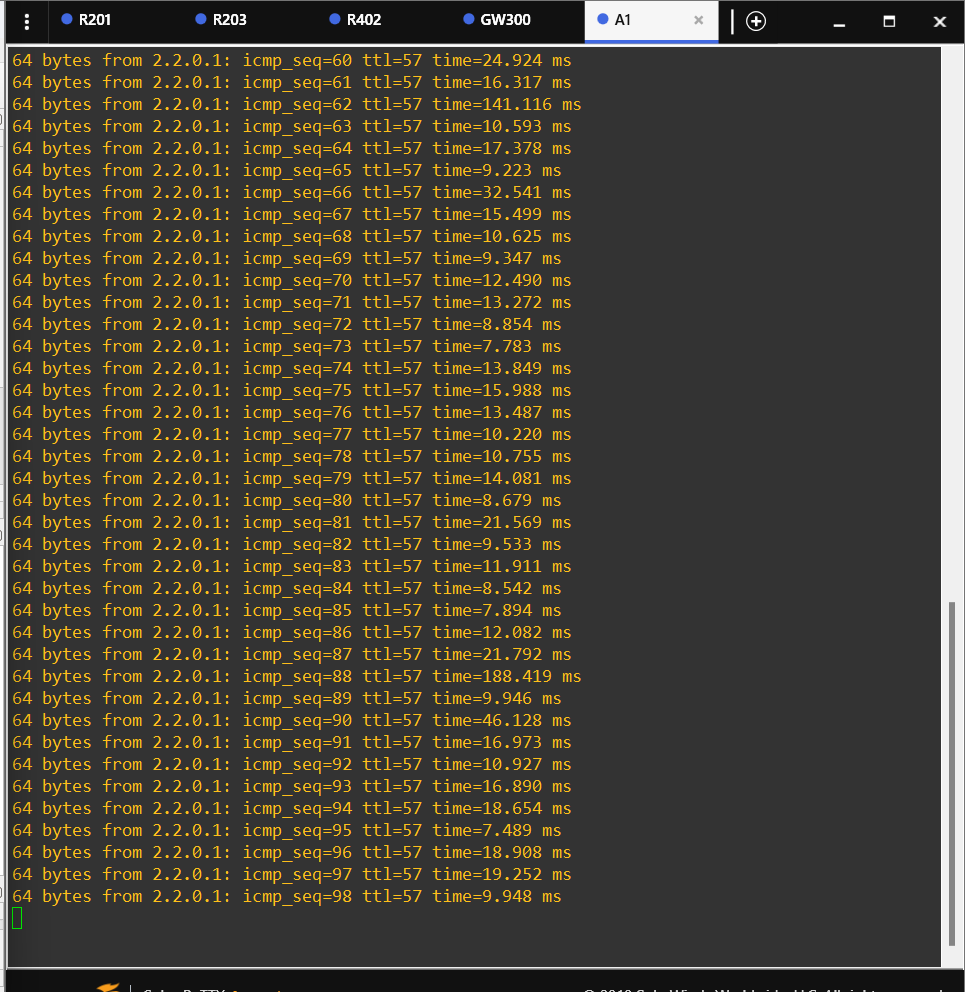 R201 R203 R402 GW300 A1
64 bytes from 2.2.0.1: icmp_seq=60 ttl=57 time=24.924 ms
64 bytes from 2.2.0.1: icmp_seq=61 ttl=57 time=16.317 ms
64 bytes from 2.2.0.1: icmp_seq=62 ttl=57 time=141.116 ms
64 bytes from 2.2.0.1: icmp_seq=63 ttl=57 time=10.593 ms
64 bytes from 2.2.0.1: icmp_seq=64 ttl=57 time=17.378 ms
64 bytes from 2.2.0.1: icmp_seq=65 ttl=57 time=9.223 ms
64 bytes from 2.2.0.1: icmp_seq=66 ttl=57 time=32.541 ms
64 bytes from 2.2.0.1: icmp_seq=67 ttl=57 time=15.499 ms
64 bytes from 2.2.0.1: icmp_seq=68 ttl=57 time=10.625 ms
64 bytes from 2.2.0.1: icmp_seq=69 ttl=57 time=9.347 ms
64 bytes from 2.2.0.1: icmp_seq=70 ttl=57 time=12.490 ms
64 bytes from 2.2.0.1: icmp_seq=71 ttl=57 time=13.272 ms
64 bytes from 2.2.0.1: icmp_seq=72 ttl=57 time=8.854 ms
64 bytes from 2.2.0.1: icmp_seq=73 ttl=57 time=7.783 ms
64 bytes from 2.2.0.1: icmp_seq=74 ttl=57 time=13.849 ms
64 bytes from 2.2.0.1: icmp_seq=75 ttl=57 time=15.988 ms
64 bytes from 2.2.0.1: icmp_seq=76 ttl=57 time=13.487 ms
64 bytes from 2.2.0.1: icmp_seq=77 ttl=57 time=10.220 ms
64 bytes from 2.2.0.1: icmp_seq=78 ttl=57 time=10.755 ms
64 bytes from 2.2.0.1: icmp_seq=79 ttl=57 time=14.081 ms
64 bytes from 2.2.0.1: icmp_seq=80 ttl=57 time=8.679 ms
64 bytes from 2.2.0.1: icmp_seq=81 ttl=57 time=21.569 ms
64 bytes from 2.2.0.1: icmp_seq=82 ttl=57 time=9.533 ms
64 bytes from 2.2.0.1: icmp_seq=83 ttl=57 time=11.911 ms
64 bytes from 2.2.0.1: icmp_seq=84 ttl=57 time=8.542 ms
64 bytes from 2.2.0.1: icmp_seq=85 ttl=57 time=7.894 ms
64 bytes from 2.2.0.1: icmp_seq=86 ttl=57 time=12.082 ms
64 bytes from 2.2.0.1: icmp_seq=87 ttl=57 time=21.792 ms
64 bytes from 2.2.0.1: icmp_seq=88 ttl=57 time=188.419 ms
64 bytes from 2.2.0.1: icmp_seq=89 ttl=57 time=9.946 ms
64 bytes from 2.2.0.1: icmp_seq=90 ttl=57 time=46.128 ms
64 bytes from 2.2.0.1: icmp_seq=91 ttl=57 time=16.973 ms
64 bytes from 2.2.0.1: icmp_seq=92 ttl=57 time=10.927 ms
64 bytes from 2.2.0.1: icmp_seq=93 ttl=57 time=16.890 ms
64 bytes from 2.2.0.1: icmp_seq=94 ttl=57 time=18.654 ms
64 bytes from 2.2.0.1: icmp_seq=95 ttl=57 time=7.489 ms
64 bytes from 2.2.0.1: icmp_seq=96 ttl=57 time=18.908 ms
64 bytes from 2.2.0.1: icmp_seq=97 ttl=57 time=19.252 ms
64 bytes from 2.2.0.1: icmp_seq=98 ttl=57 time=9.948 ms